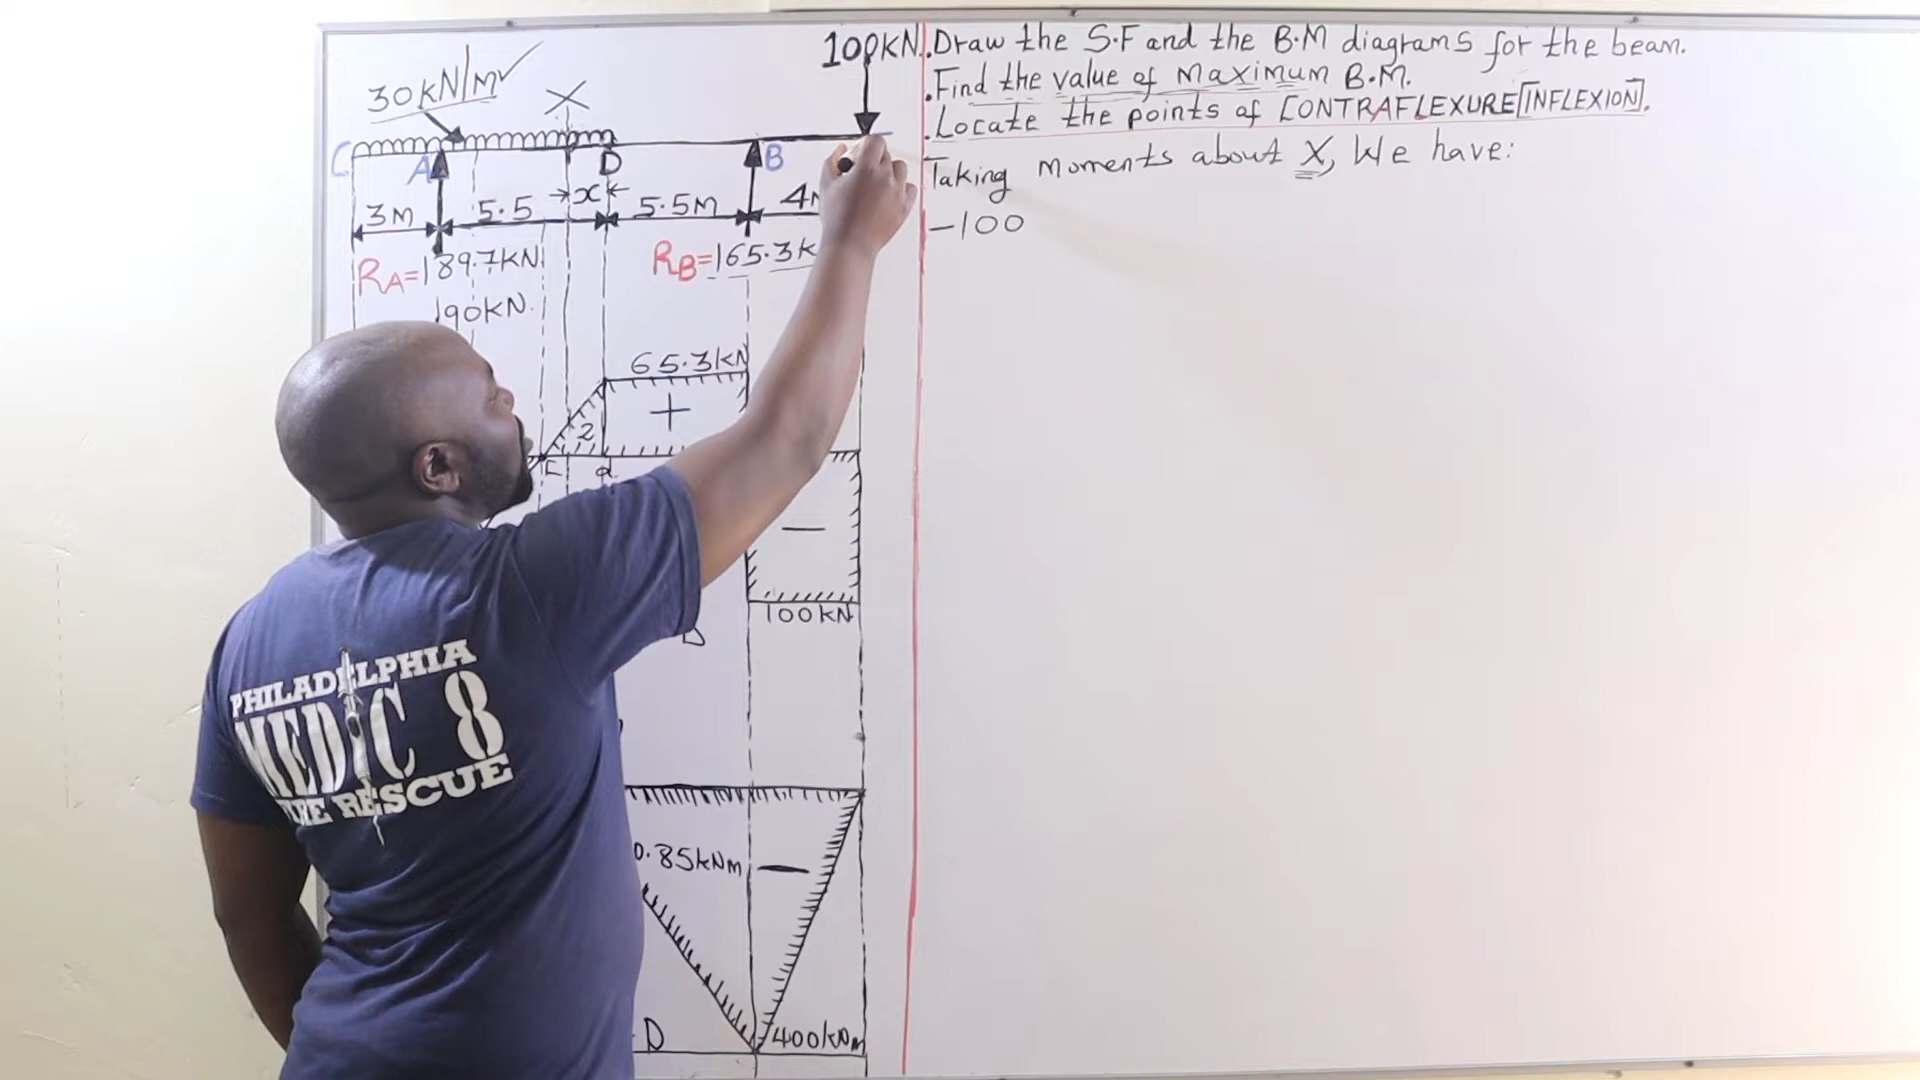 100kN
.Draw the S.F and the B.M diagrams for the beam.
.Find the value of maximum B.M.
.Locate the points of CONTRAFLEXURE[INFLEXION].
Taking moments about X, We have:
-100
30kN/m
X
C
A
D
B
3M
5.5
x
5.5M
RA=189.7kN
RB=165.3k
190kN.
65.3kN
+
2
F
d
—
100kN
D
0.85kNm
—
.D
400kNm
PHILADELPHIA
MEDIC 8
RESCUE